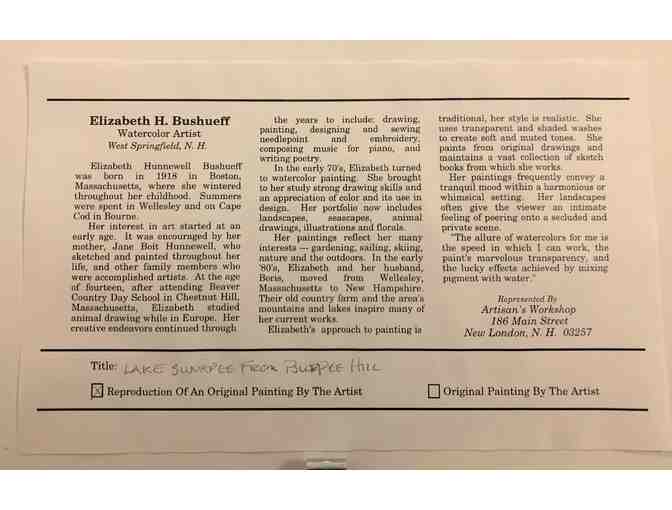 Elizabeth H. Bushueff
Watercolor Artist
West Springfield, N. H.
Elizabeth Hunnewell Bushueff
was born in 1918 in Boston,
Massachusetts, where she wintered
throughout her childhood. Summers
were spent in Wellesley and on Cape
Cod in Bourne.
Her interest in art started at an
early age. It was encouraged by her
mother, Jane Boit Hunnewell, who
sketched and painted throughout her
life, and other family members who
were accomplished artists. At the age
of fourteen, after attending Beaver
Country Day School in Chestnut Hill,
Massachusetts, Elizabeth studied
animal drawing while in Europe. Her
creative endeavors continued through
the years to include: drawing,
painting, designing and sewing
needlepoint and embroidery,
composing music for piano, and
writing poetry.
In the early 70's, Elizabeth turned
to watercolor painting. She brought
to her study strong drawing skills and
an appreciation of color and its use in
design. Her portfolio now includes
landscapes, seascapes, animal
drawings, illustrations and florals.
Her paintings reflect her many
interests — gardening, sailing, skiing,
nature and the outdoors. In the early
'80's, Elizabeth and her husband,
Boris, moved from Wellesley,
Massachusetts to New Hampshire.
Their old country farm and the area's
mountains and lakes inspire many of
her current works.
Elizabeth's approach to painting is
traditional, her style is realistic. She
uses transparent and shaded washes
to create soft and muted tones. She
paints from original drawings and
maintains a vast collection of sketch
books from which she works.
Her paintings frequently convey a
tranquil mood within a harmonious or
whimsical setting. Her landscapes
often give the viewer an intimate
feeling of peering onto a secluded and
private scene.
"The allure of watercolors for me is
the speed in which I can work, the
paint's marvelous transparency, and
the lucky effects achieved by mixing
pigment with water."
Represented By
Artisan's Workshop
186 Main Street
New London, N. H. 03257
Title: LAKE SUNAPEE FROM BURPEE HILL
X Reproduction Of An Original Painting By The Artist
Original Painting By The Artist